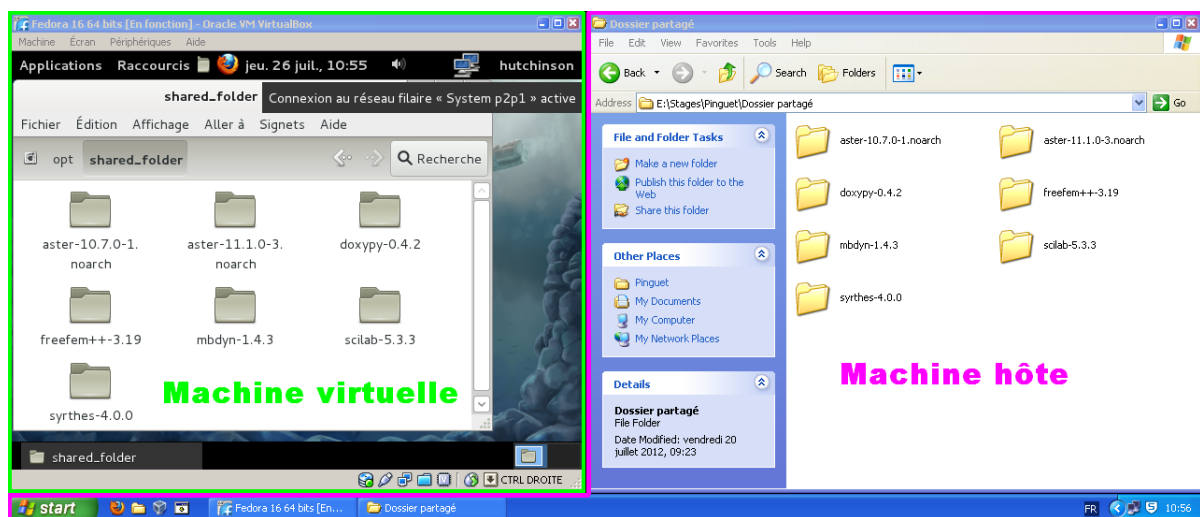 Fedora 16 64 bits [En fonction] - Oracle VM VirtualBox
Machine Écran Périphériques Aide
Applications Raccourcis jeu. 26 juil., 10:55 hutchinson
shared_folder
Connexion au réseau filaire « System p2p1 » active
Fichier Édition Affichage Aller à Signets Aide
opt shared_folder Recherche
aster-10.7.0-1.
noarch
aster-11.1.0-3.
noarch
doxypy-0.4.2
freefem++-3.19 mbdyn-1.4.3 scilab-5.3.3
syrthes-4.0.0
Machine virtuelle
shared_folder
CTRL DROITE
Dossier partagé
File Edit View Favorites Tools Help
Back Search Folders
Address E:\Stages\Pinguet\Dossier partagé Go
File and Folder Tasks
Make a new folder
Publish this folder to the
Web
Share this folder
Other Places
Pinguet
My Documents
My Computer
My Network Places
Details
Dossier partagé
File Folder
Date Modified: vendredi 20
juillet 2012, 09:23
aster-10.7.0-1.noarch aster-11.1.0-3.noarch
doxypy-0.4.2 freefem++-3.19
mbdyn-1.4.3 scilab-5.3.3
syrthes-4.0.0
Machine hôte
start Fedora 16 64 bits [En... Dossier partagé FR 10:56